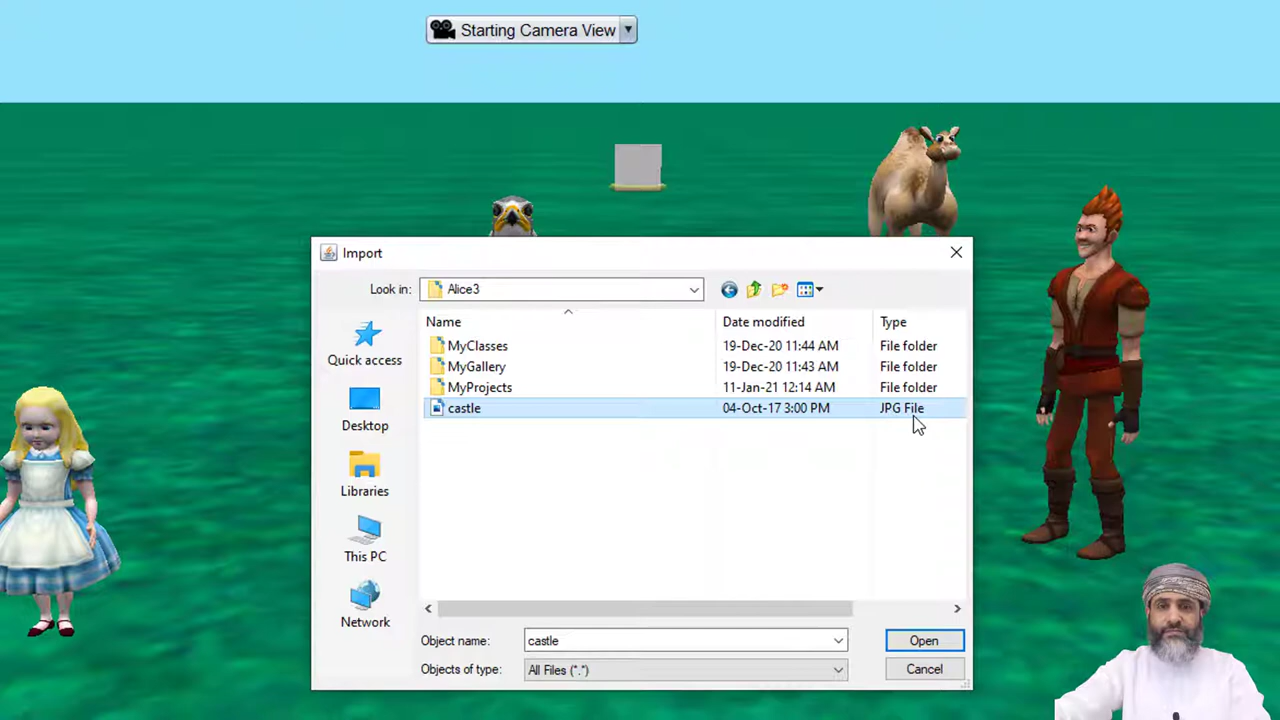 Starting Camera View
Import
Look in: Alice3
Name Date modified Type
MyClasses 19-Dec-20 11:44 AM File folder
MyGallery 19-Dec-20 11:43 AM File folder
MyProjects 11-Jan-21 12:14 AM File folder
castle 04-Oct-17 3:00 PM JPG File
Quick access
Desktop
Libraries
This PC
Network
Object name: castle Open
Objects of type: All Files (*.*) Cancel